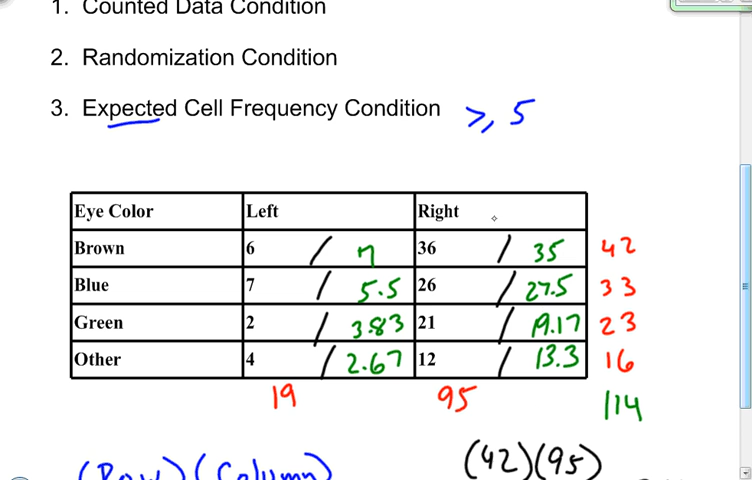 1. Counted Data Condition
2. Randomization Condition
3. Expected Cell Frequency Condition ≥ 5
Eye Color Left Right
Brown 6 / 7 36 / 35 42
Blue 7 / 5.5 26 / 27.5 33
Green 2 / 3.83 21 / 19.17 23
Other 4 / 2.67 12 / 13.3 16
19 95 114
(Row)(Column) (42)(95)